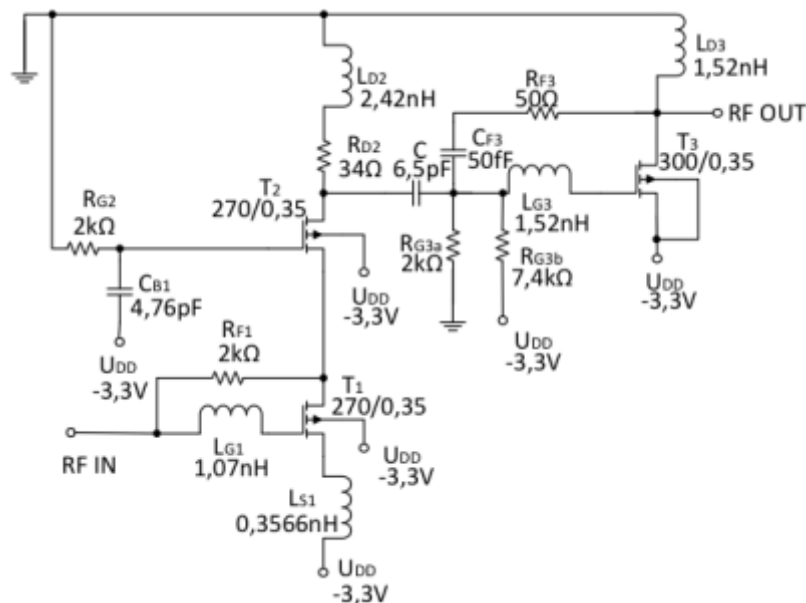 LD3
1,52nH
LD2
2,42nH
RF3
50Ω
RF OUT
RD2
34Ω
C
6,5pF
CF3
50fF
T3
300/0,35
T2
270/0,35
RG2
2kΩ
LG3
1,52nH
RG3a
2kΩ
RG3b
7,4kΩ
UDD
-3,3V
UDD
-3,3V
CB1
4,76pF
UDD
-3,3V
UDD
-3,3V
RF1
2kΩ
T1
270/0,35
RF IN
LG1
1,07nH
UDD
-3,3V
LS1
0,3566nH
UDD
-3,3V